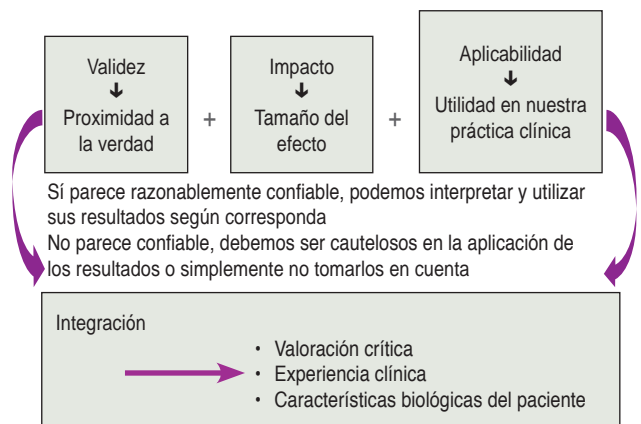 Validez
↓
Proximidad a
la verdad
+
Impacto
↓
Tamaño del
efecto
+
Aplicabilidad
↓
Utilidad en nuestra
práctica clínica
Sí parece razonablemente confiable, podemos interpretar y utilizar
sus resultados según corresponda
No parece confiable, debemos ser cautelosos en la aplicación de
los resultados o simplemente no tomarlos en cuenta
Integración
• Valoración crítica
• Experiencia clínica
• Características biológicas del paciente